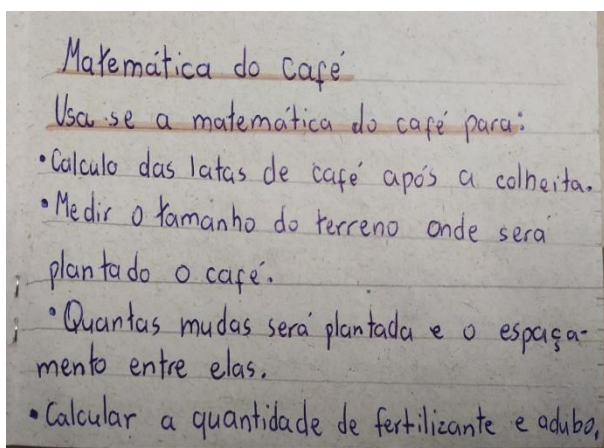 Matemática do café
Usa-se a matemática do café para:
• Calculo das latas de café após a colheita.
• Medir o tamanho do terreno onde será
plantado o café.
• Quantas mudas será plantada e o espaça-
mento entre elas.
• Calcular a quantidade de fertilizante e adubo.